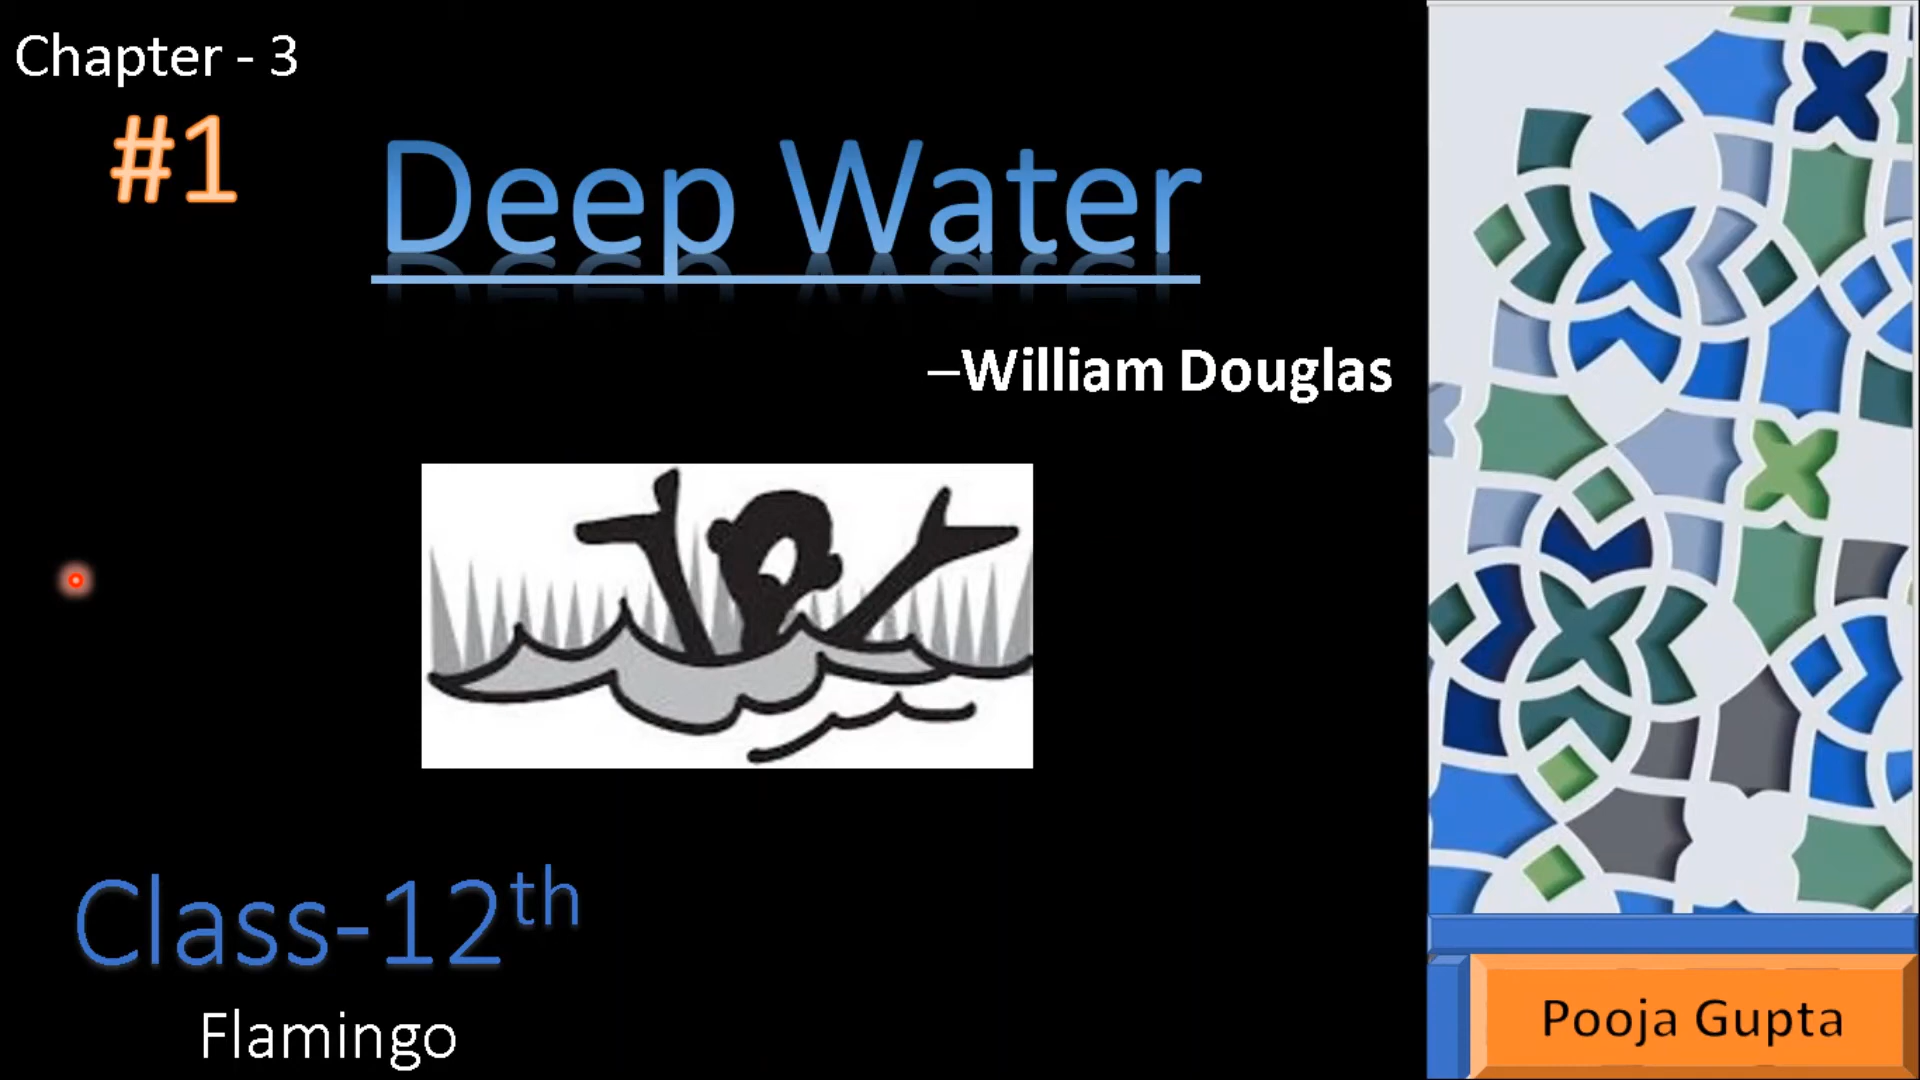 Chapter - 3
#1
Deep Water
–William Douglas
Class-12th
Flamingo
Pooja Gupta